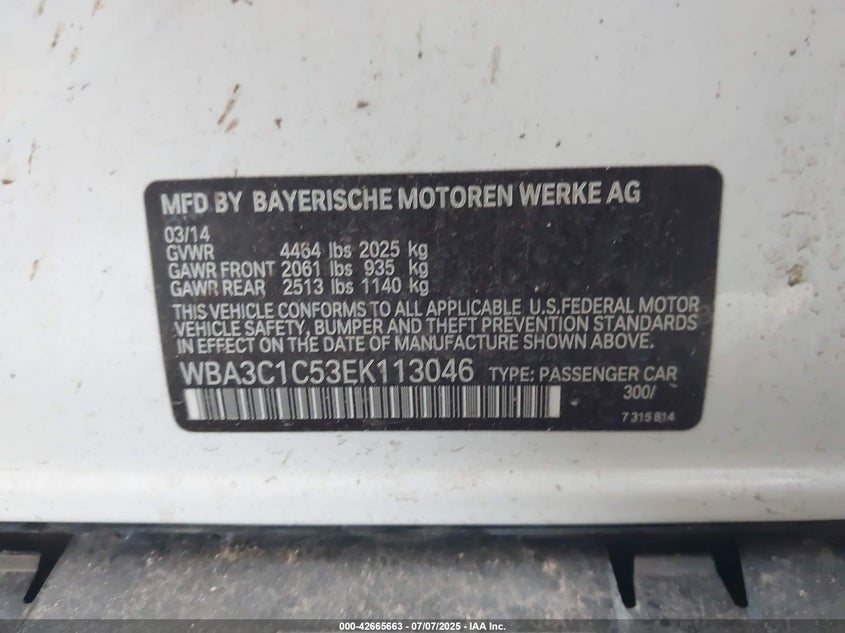 MFD BY BAYERISCHE MOTOREN WERKE AG
03/14
GVWR 4464 lbs 2025 kg
GAWR FRONT 2061 lbs 935 kg
GAWR REAR 2513 lbs 1140 kg
THIS VEHICLE CONFORMS TO ALL APPLICABLE U.S.FEDERAL MOTOR
VEHICLE SAFETY, BUMPER AND THEFT PREVENTION STANDARDS
IN EFFECT ON THE DATE OF MANUFACTURE SHOWN ABOVE.
WBA3C1C53EK113046 TYPE: PASSENGER CAR
300/
7 315 814
000-42665663 | 07/07/2025 - IAA Inc.